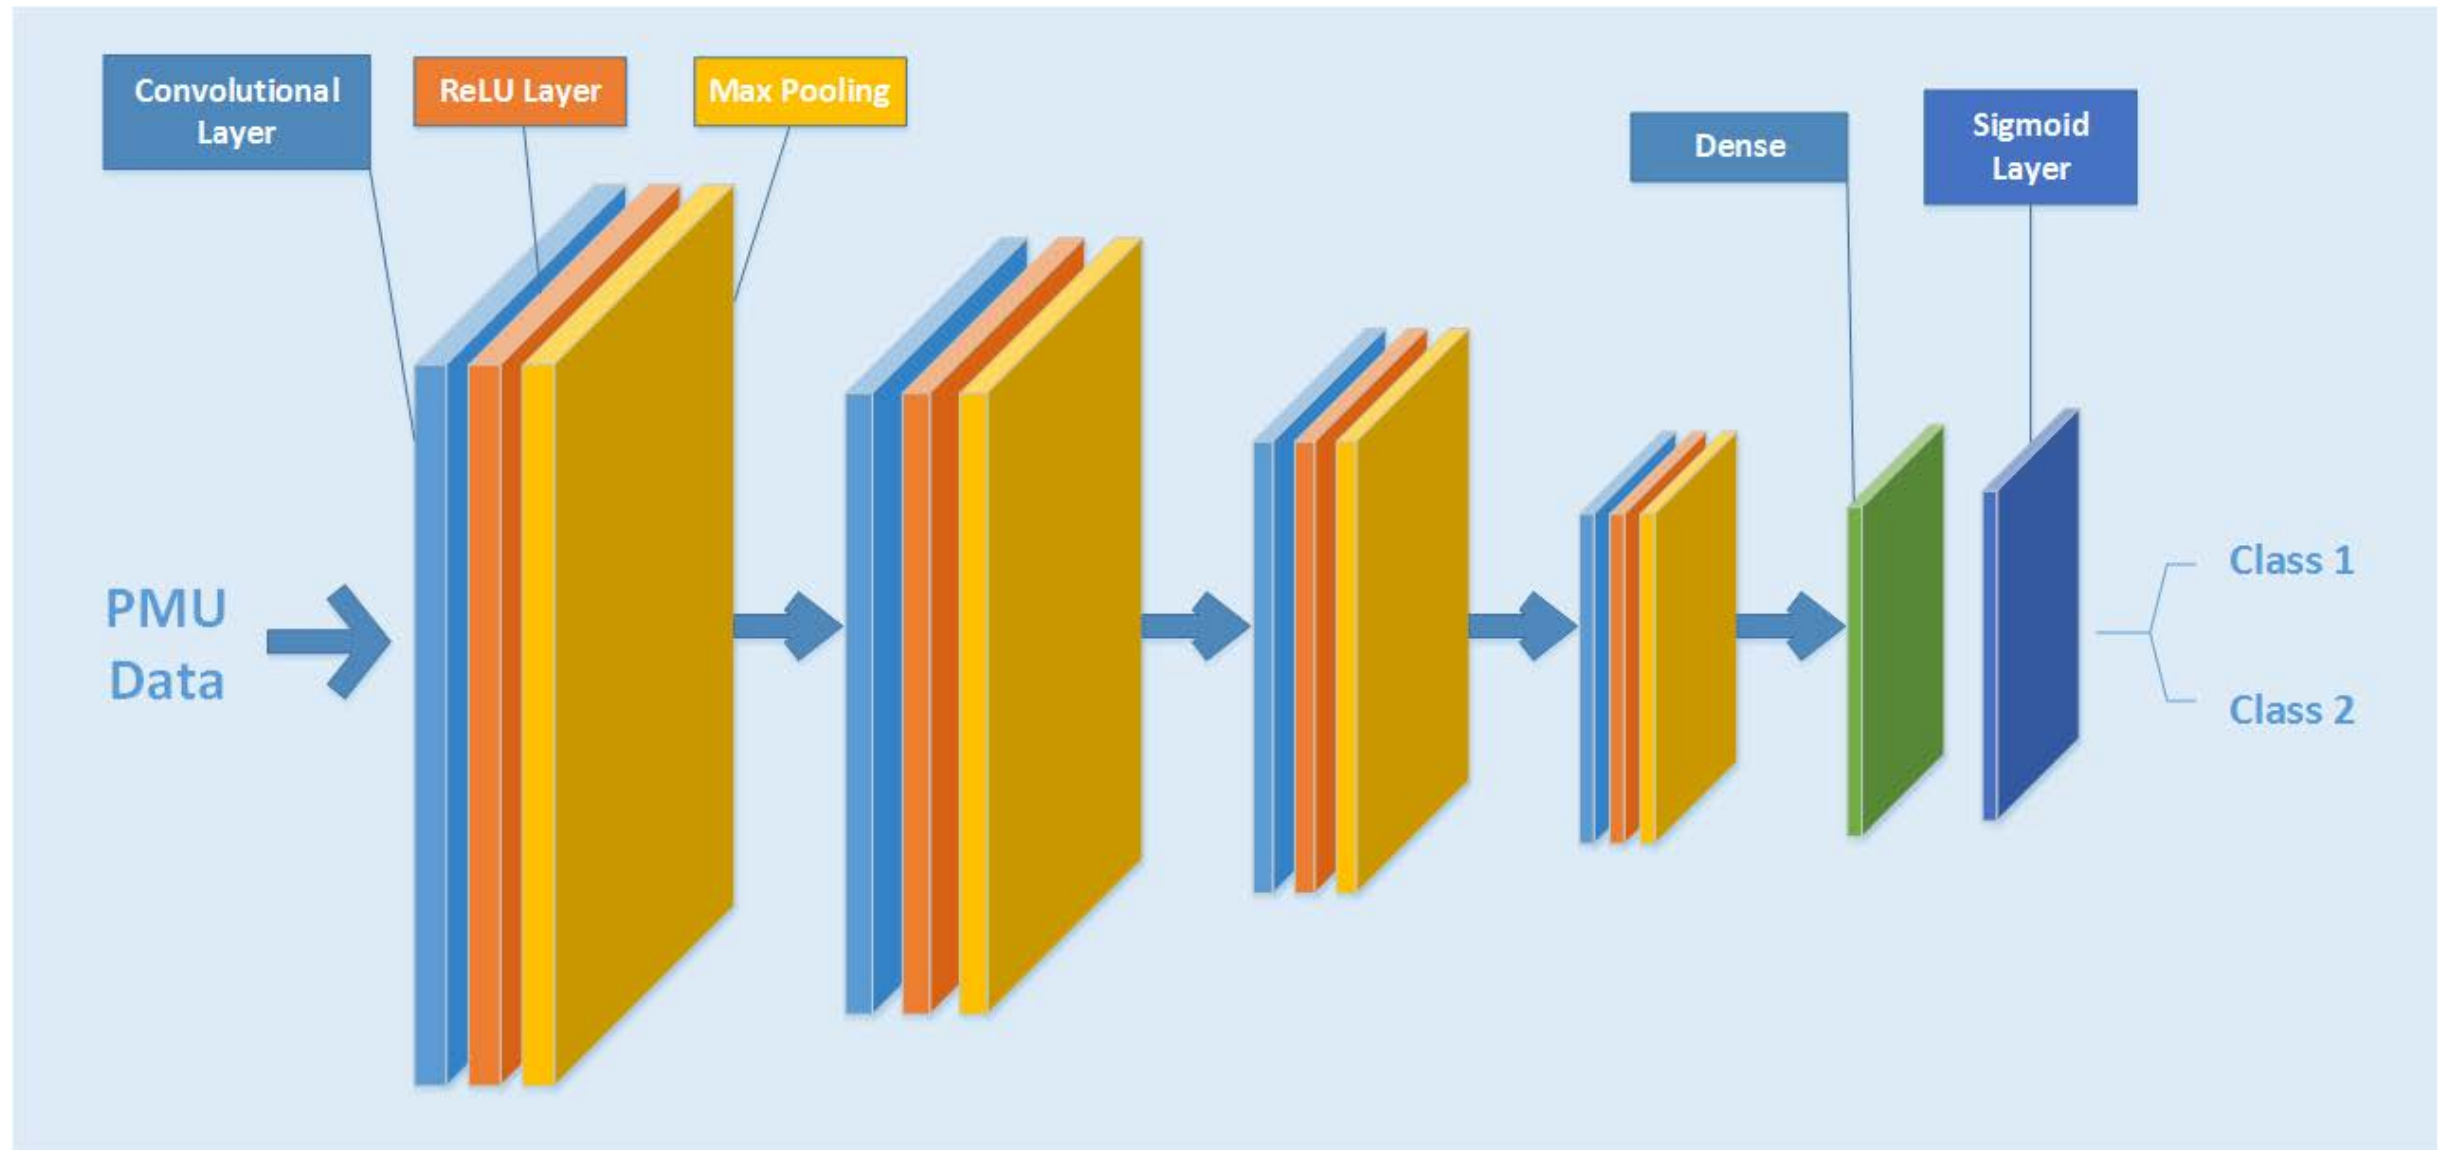 Convolutional
Layer
ReLU Layer
Max Pooling
Dense
Sigmoid
Layer
PMU
Data
Class 1
Class 2